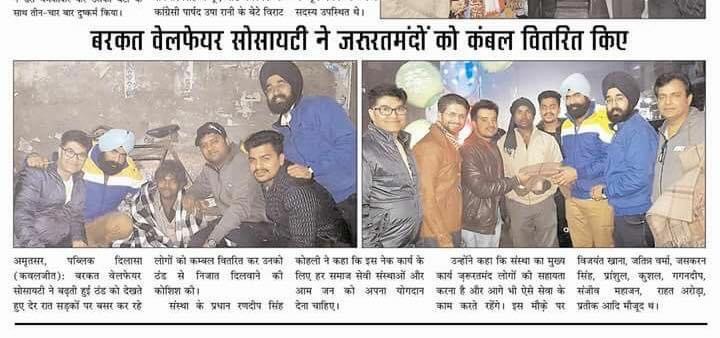 साथ तीन-चार बार दुष्कर्म किया।
कांग्रेसी पार्षद उषा रानी के बेटे विराट
सदस्य उपस्थित थे।
बरकत वेलफेयर सोसायटी ने जरूरतमंदों को कंबल वितरित किए
अमृतसर, पब्लिक दिलासा
(कवलजीत): बरकत वेलफेयर
सोसायटी ने बढ़ती हुई ठंड को देखते
हुए देर रात सड़कों पर बसर कर रहे
लोगों को कम्बल वितरित कर उनको
ठंड से निजात दिलवाने की
कोशिश की।
संस्था के प्रधान रणदीप सिंह
कोहली ने कहा कि इस नेक कार्य के
लिए हर समाज सेवी संस्थाओं और
आम जन को अपना योगदान
देना चाहिए।
उन्होंने कहा कि संस्था का मुख्य
कार्य जुरूरतमंद लोगों की सहायता
करना है और आगे भी ऐसे सेवा के
काम करते रहेंगे। इस मौक़े पर
विजयंत खाना, जतिन्न वर्मा, जसकरन
सिंह, प्रांशुल, कुशल, गगनदीप,
संजीव महाजन, राहत अरोड़ा,
प्रतीक आदि मौजूद थ।